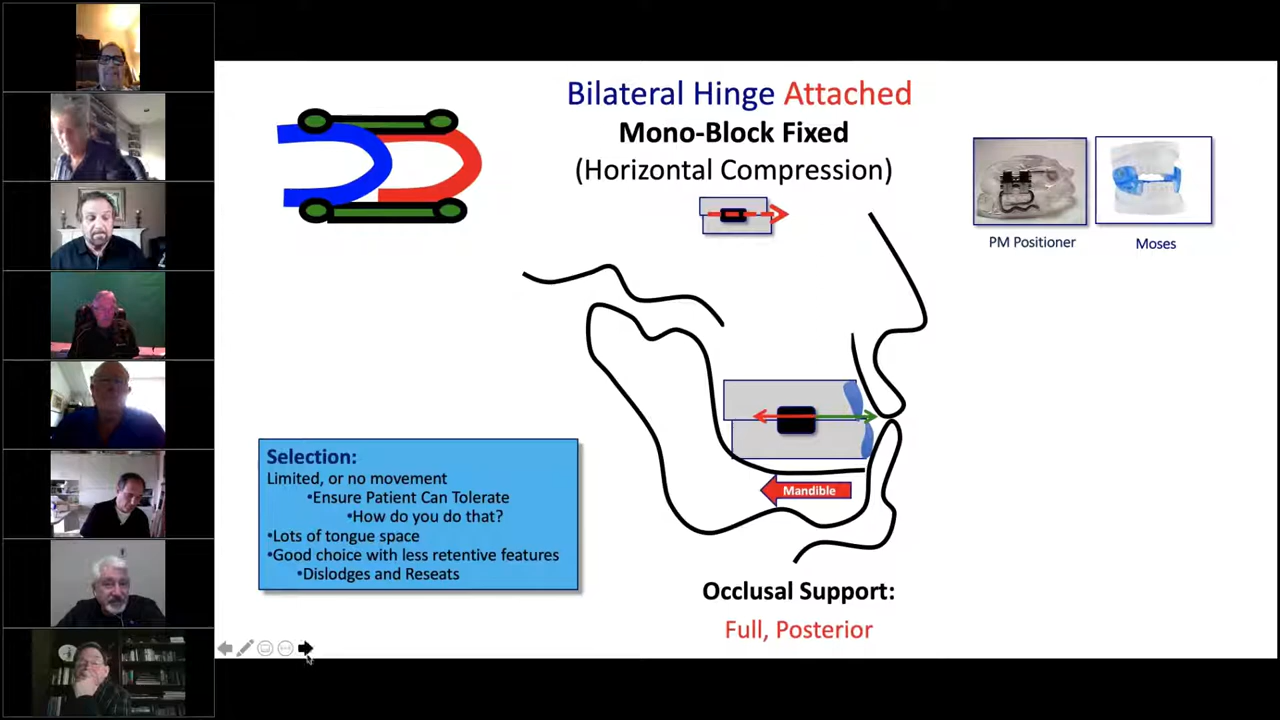 Bilateral Hinge Attached
Mono-Block Fixed
(Horizontal Compression)
PM Positioner
Moses
Selection:
Limited, or no movement
•Ensure Patient Can Tolerate
•How do you do that?
•Lots of tongue space
•Good choice with less retentive features
•Dislodges and Reseats
Mandible
Occlusal Support:
Full, Posterior